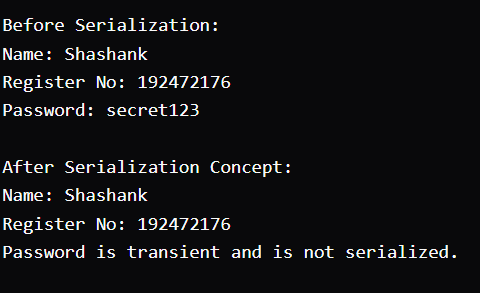 Before Serialization:
Name: Shashank
Register No: 192472176
Password: secret123
After Serialization Concept:
Name: Shashank
Register No: 192472176
Password is transient and is not serialized.